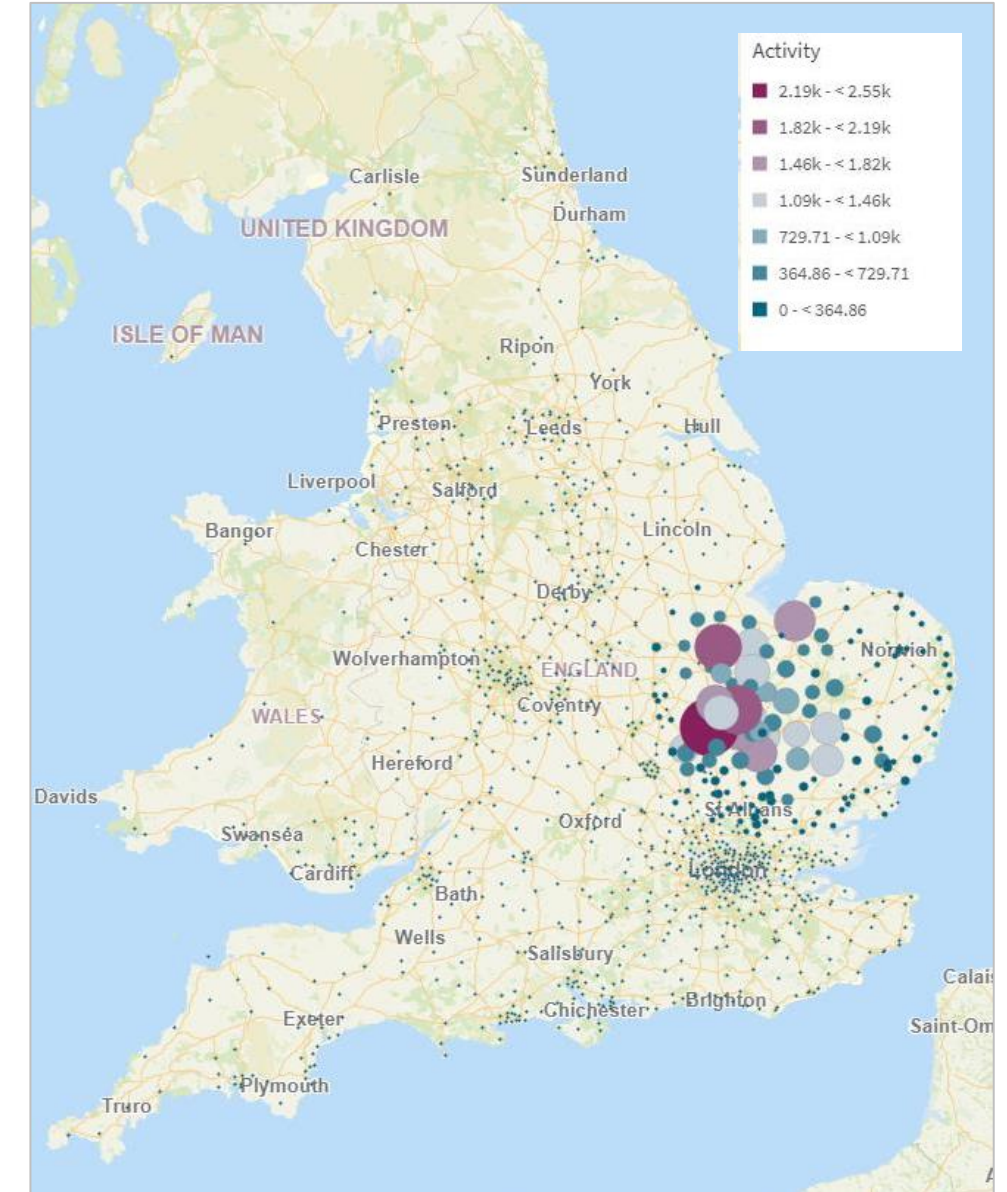 Activity
2.19k - < 2.55k
1.82k - < 2.19k
1.46k - < 1.82k
1.09k - < 1.46k
729.71 - < 1.09k
364.86 - < 729.71
0 - < 364.86
Carlisle
Sunderland
Durham
UNITED KINGDOM
ISLE OF MAN
Ripon
York
Preston
Leeds
Hull
Liverpool
Salford
Bangor
Lincoln
Chester
Derby
Wolverhampton
ENGLAND
Norwich
WALES
Coventry
Hereford
Davids
St Albans
Oxford
Swansea
Cardiff
London
Bath
Wells
Salisbury
Calais
Brighton
Chichester
Exeter
Saint-Om
Plymouth
Truro